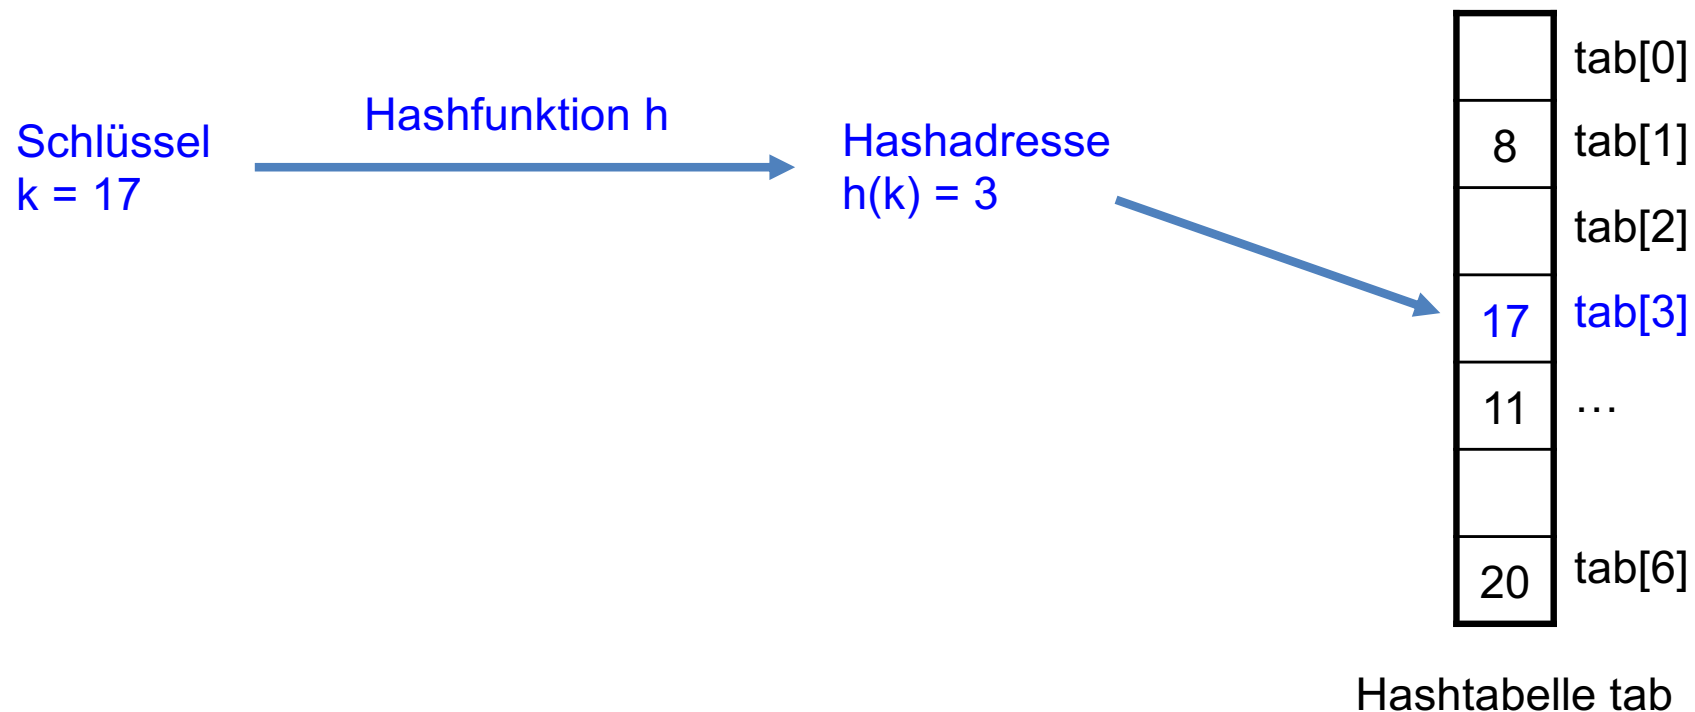 Schlüssel
k = 17
Hashfunktion h
Hashadresse
h(k) = 3
tab[0]
8 tab[1]
tab[2]
17 tab[3]
11 …
20 tab[6]
Hashtabelle tab